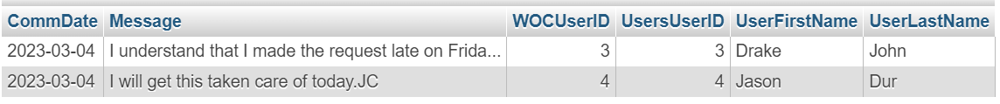 CommDate Message WOCUserID UsersUserID UserFirstName UserLastName
2023-03-04 I understand that I made the request late on Frida... 3 3 Drake John
2023-03-04 I will get this taken care of today.JC 4 4 Jason Dur